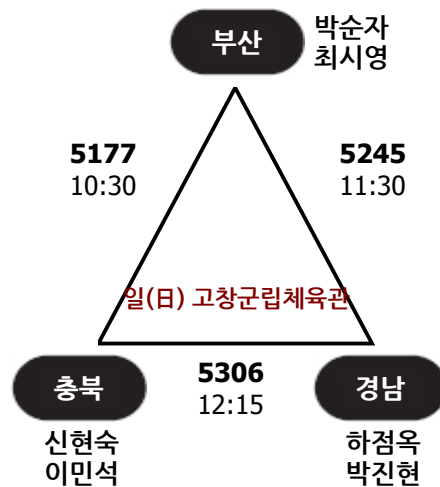 부산
박순자
최시영
5177
10:30
5245
11:30
일(日) 고창군립체육관
충북
5306
12:15
경남
신현숙
이민석
하점옥
박진현